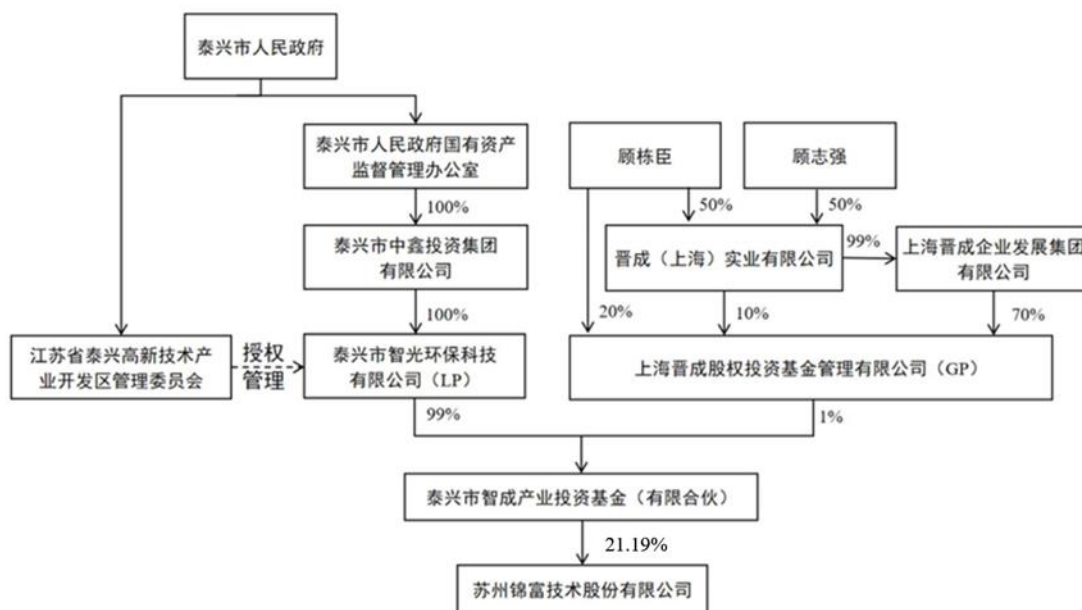 泰兴市人民政府
泰兴市人民政府国有资产
监督管理办公室
顾栋臣
顾志强
100%
50%
50%
泰兴市中鑫投资集团
有限公司
晋成（上海）实业有限公司
99%
上海晋成企业发展集团
有限公司
100%
20%
10%
70%
江苏省泰兴高新技术产
业开发区管理委员会
授权
管理
泰兴市智光环保科技
有限公司（LP）
上海晋成股权投资基金管理有限公司（GP）
99%
1%
泰兴市智成产业投资基金（有限合伙）
21.19%
苏州锦富技术股份有限公司